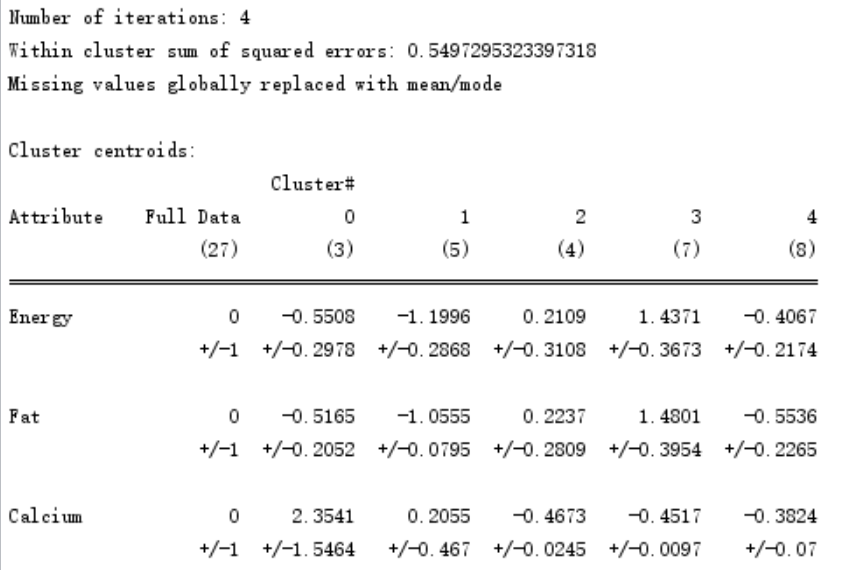 Number of iterations: 4
Within cluster sum of squared errors: 0.5497295323397318
Missing values globally replaced with mean/mode
Cluster centroids:
Cluster#
Attribute Full Data 0 1 2 3 4
(27) (3) (5) (4) (7) (8)
Energy 0 -0.5508 -1.1996 0.2109 1.4371 -0.4067
+/-1 +/-0.2978 +/-0.2868 +/-0.3108 +/-0.3673 +/-0.2174
Fat 0 -0.5165 -1.0555 0.2237 1.4801 -0.5536
+/-1 +/-0.2052 +/-0.0795 +/-0.2809 +/-0.3954 +/-0.2265
Calcium 0 2.3541 0.2055 -0.4673 -0.4517 -0.3824
+/-1 +/-1.5464 +/-0.467 +/-0.0245 +/-0.0097 +/-0.07